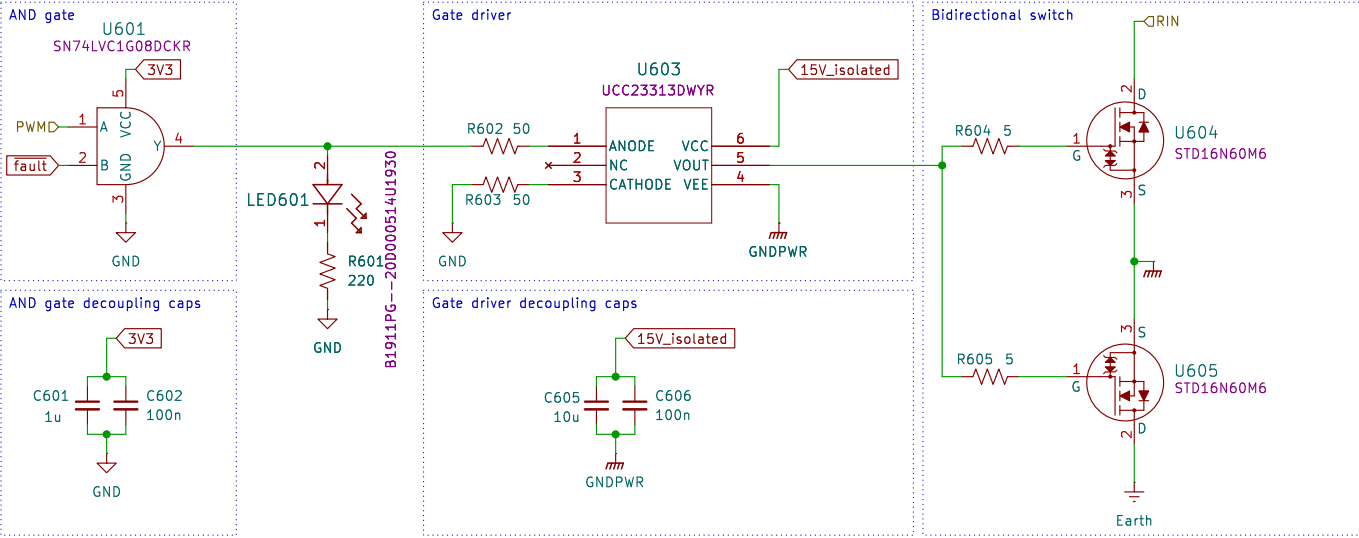 AND gate
U601
SN74LVC1G08DCKR
3V3
5
VCC
PWM
1
A
Y
4
fault
2
B
GND
3
GND
2
LED601
1
R601
220
B1911PG--20D000514U1930
GND
AND gate decoupling caps
3V3
C601
1u
C602
100n
GND
Gate driver
U603
UCC23313DWYR
15V_isolated
R602 50
1
ANODE
VCC
6
2
NC
VOUT
5
3
CATHODE
VEE
4
R603 50
GND
GNDPWR
Gate driver decoupling caps
15V_isolated
C605
10u
C606
100n
GNDPWR
Bidirectional switch
RIN
2
D
R604 5
1
G
U604
STD16N60M6
3
S
3
S
R605 5
1
G
U605
STD16N60M6
2
D
Earth